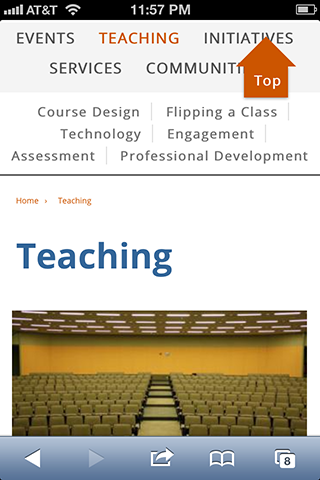 AT&T 11:57 PM
EVENTS TEACHING INITIATIVES
SERVICES
Top
Course Design Flipping a Class
Technology Engagement
Assessment Professional Development
Home › Teaching
Teaching
8